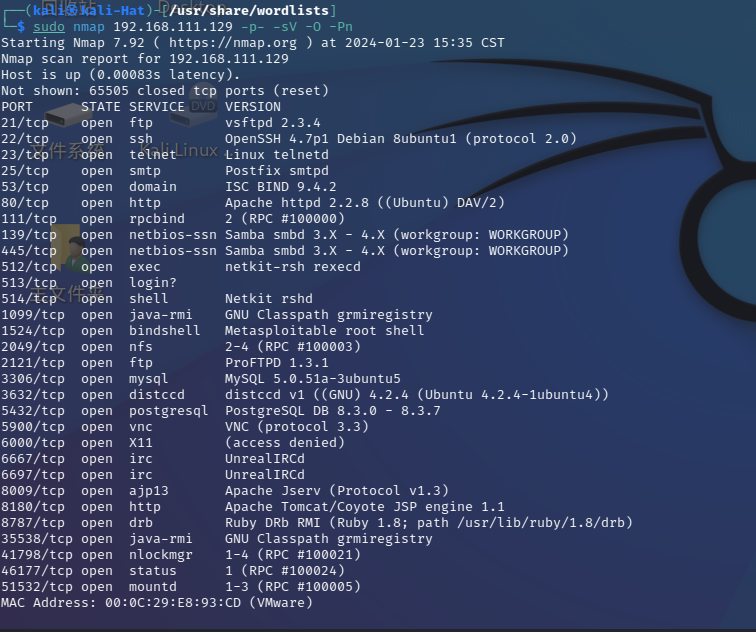 回收站
Desktop
┌──(kali㉿kali-Hat)-[/usr/share/wordlists]
└─$ sudo nmap 192.168.111.129 -p- -sV -O -Pn
Starting Nmap 7.92 ( https://nmap.org ) at 2024-01-23 15:35 CST
Nmap scan report for 192.168.111.129
Host is up (0.00083s latency).
Not shown: 65505 closed tcp ports (reset)
PORT      STATE SERVICE     VERSION
21/tcp    open  ftp         vsftpd 2.3.4
22/tcp    open  ssh         OpenSSH 4.7p1 Debian 8ubuntu1 (protocol 2.0)
文件系统 Kali Linux
23/tcp    open  telnet      Linux telnetd
25/tcp    open  smtp        Postfix smtpd
53/tcp    open  domain      ISC BIND 9.4.2
80/tcp    open  http        Apache httpd 2.2.8 ((Ubuntu) DAV/2)
111/tcp   open  rpcbind     2 (RPC #100000)
139/tcp   open  netbios-ssn Samba smbd 3.X - 4.X (workgroup: WORKGROUP)
445/tcp   open  netbios-ssn Samba smbd 3.X - 4.X (workgroup: WORKGROUP)
512/tcp   open  exec        netkit-rsh rexecd
513/tcp   open  login?
主文件夹
514/tcp   open  shell       Netkit rshd
1099/tcp  open  java-rmi    GNU Classpath grmiregistry
1524/tcp  open  bindshell   Metasploitable root shell
2049/tcp  open  nfs         2-4 (RPC #100003)
2121/tcp  open  ftp         ProFTPD 1.3.1
3306/tcp  open  mysql       MySQL 5.0.51a-3ubuntu5
3632/tcp  open  distccd     distccd v1 ((GNU) 4.2.4 (Ubuntu 4.2.4-1ubuntu4))
5432/tcp  open  postgresql  PostgreSQL DB 8.3.0 - 8.3.7
5900/tcp  open  vnc         VNC (protocol 3.3)
6000/tcp  open  X11         (access denied)
6667/tcp  open  irc         UnrealIRCd
6697/tcp  open  irc         UnrealIRCd
8009/tcp  open  ajp13       Apache Jserv (Protocol v1.3)
8180/tcp  open  http        Apache Tomcat/Coyote JSP engine 1.1
8787/tcp  open  drb         Ruby DRb RMI (Ruby 1.8; path /usr/lib/ruby/1.8/drb)
35538/tcp open  java-rmi    GNU Classpath grmiregistry
41798/tcp open  nlockmgr    1-4 (RPC #100021)
46177/tcp open  status      1 (RPC #100024)
51532/tcp open  mountd      1-3 (RPC #100005)
MAC Address: 00:0C:29:E8:93:CD (VMware)